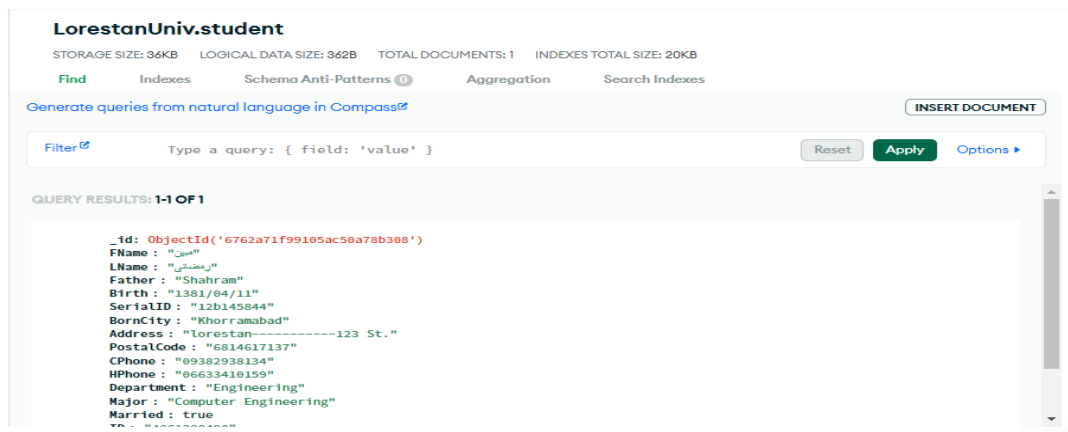 LorestanUniv.student
STORAGE SIZE: 36KB LOGICAL DATA SIZE: 362B TOTAL DOCUMENTS: 1 INDEXES TOTAL SIZE: 20KB
Find Indexes Schema Anti-Patterns 0 Aggregation Search Indexes
Generate queries from natural language in Compass
INSERT DOCUMENT
Filter Type a query: { field: 'value' } Reset Apply Options
QUERY RESULTS: 1-1 OF 1
_id: ObjectId('6762a71f99105ac50a78b308')
FName : "مبین"
LName : "رمضانی"
Father : "Shahram"
Birth : "1381/04/11"
SerialID : "12b145844"
BornCity : "Khorramabad"
Address : "lorestan------------123 St."
PostalCode : "6814617137"
CPhone : "09382938134"
HPhone : "06633410159"
Department : "Engineering"
Major : "Computer Engineering"
Married : true